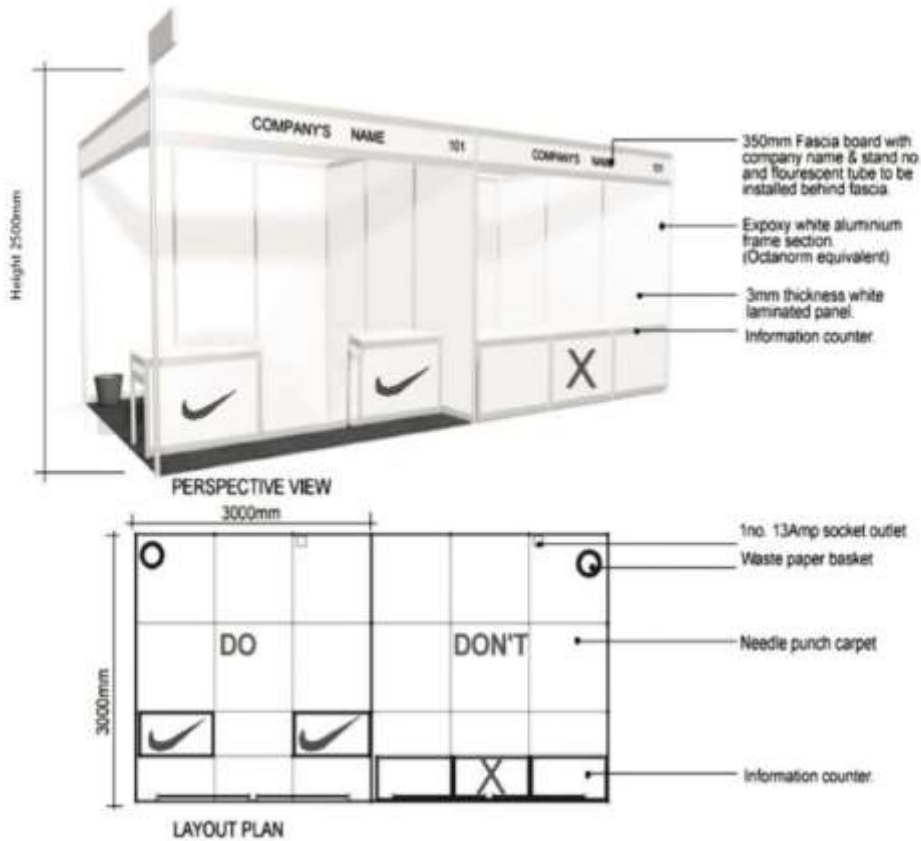 Height 2500mm
COMPANY'S NAME 101
COMPANY'S NAME 101
350mm Fascia board with
company name & stand no
and flourescent tube to be
installed behind fascia.
Expoxy white aluminium
frame section.
(Octanorm equivalent)
3mm thickness white
laminated panel.
Information counter.
X
PERSPECTIVE VIEW
3000mm
1no. 13Amp socket outlet
Waste paper basket
DO
DON'T
Needle punch carpet
3000mm
X
Information counter.
LAYOUT PLAN